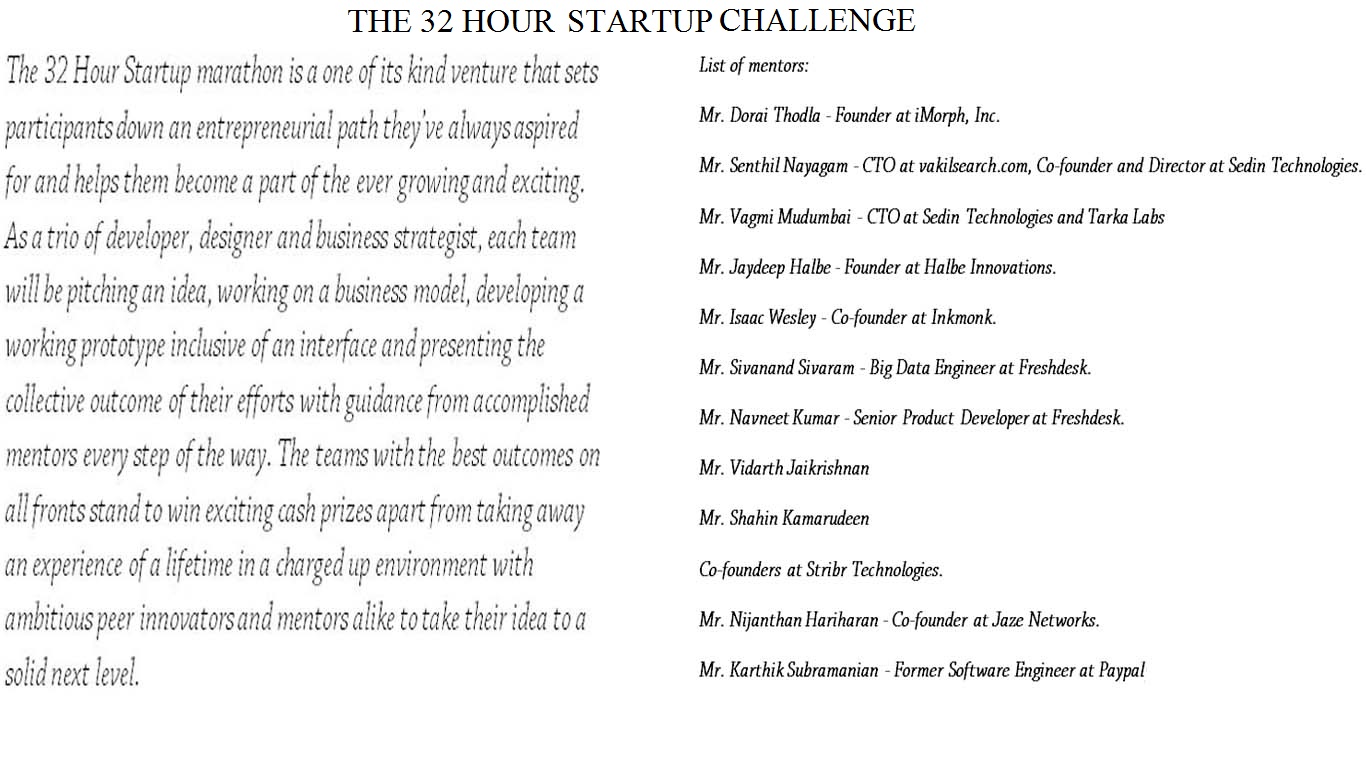 THE 32 HOUR STARTUP CHALLENGE
The 32 Hour Startup marathon is a one of its kind venture that sets
participants down an entrepreneurial path they've always aspired
for and helps them become a part of the ever growing and exciting.
As a trio of developer, designer and business strategist, each team
will be pitching an idea, working on a business model, developing a
working prototype inclusive of an interface and presenting the
collective outcome of their efforts with guidance from accomplished
mentors every step of the way. The teams with the best outcomes on
all fronts stand to win exciting cash prizes apart from taking away
an experience of a lifetime in a charged up environment with
ambitious peer innovators and mentors alike to take their idea to a
solid next level.
List of mentors:
Mr. Dorai Thodla - Founder at iMorph, Inc.
Mr. Senthil Nayagam - CTO at vakilsearch.com, Co-founder and Director at Sedin Technologies.
Mr. Vagmi Mudumbai - CTO at Sedin Technologies and Tarka Labs
Mr. Jaydeep Halbe - Founder at Halbe Innovations.
Mr. Isaac Wesley - Co-founder at Inkmonk.
Mr. Sivanand Sivaram - Big Data Engineer at Freshdesk.
Mr. Navneet Kumar - Senior Product Developer at Freshdesk.
Mr. Vidarth Jaikrishnan
Mr. Shahin Kamarudeen
Co-founders at Stribr Technologies.
Mr. Nijanthan Hariharan - Co-founder at Jaze Networks.
Mr. Karthik Subramanian - Former Software Engineer at Paypal